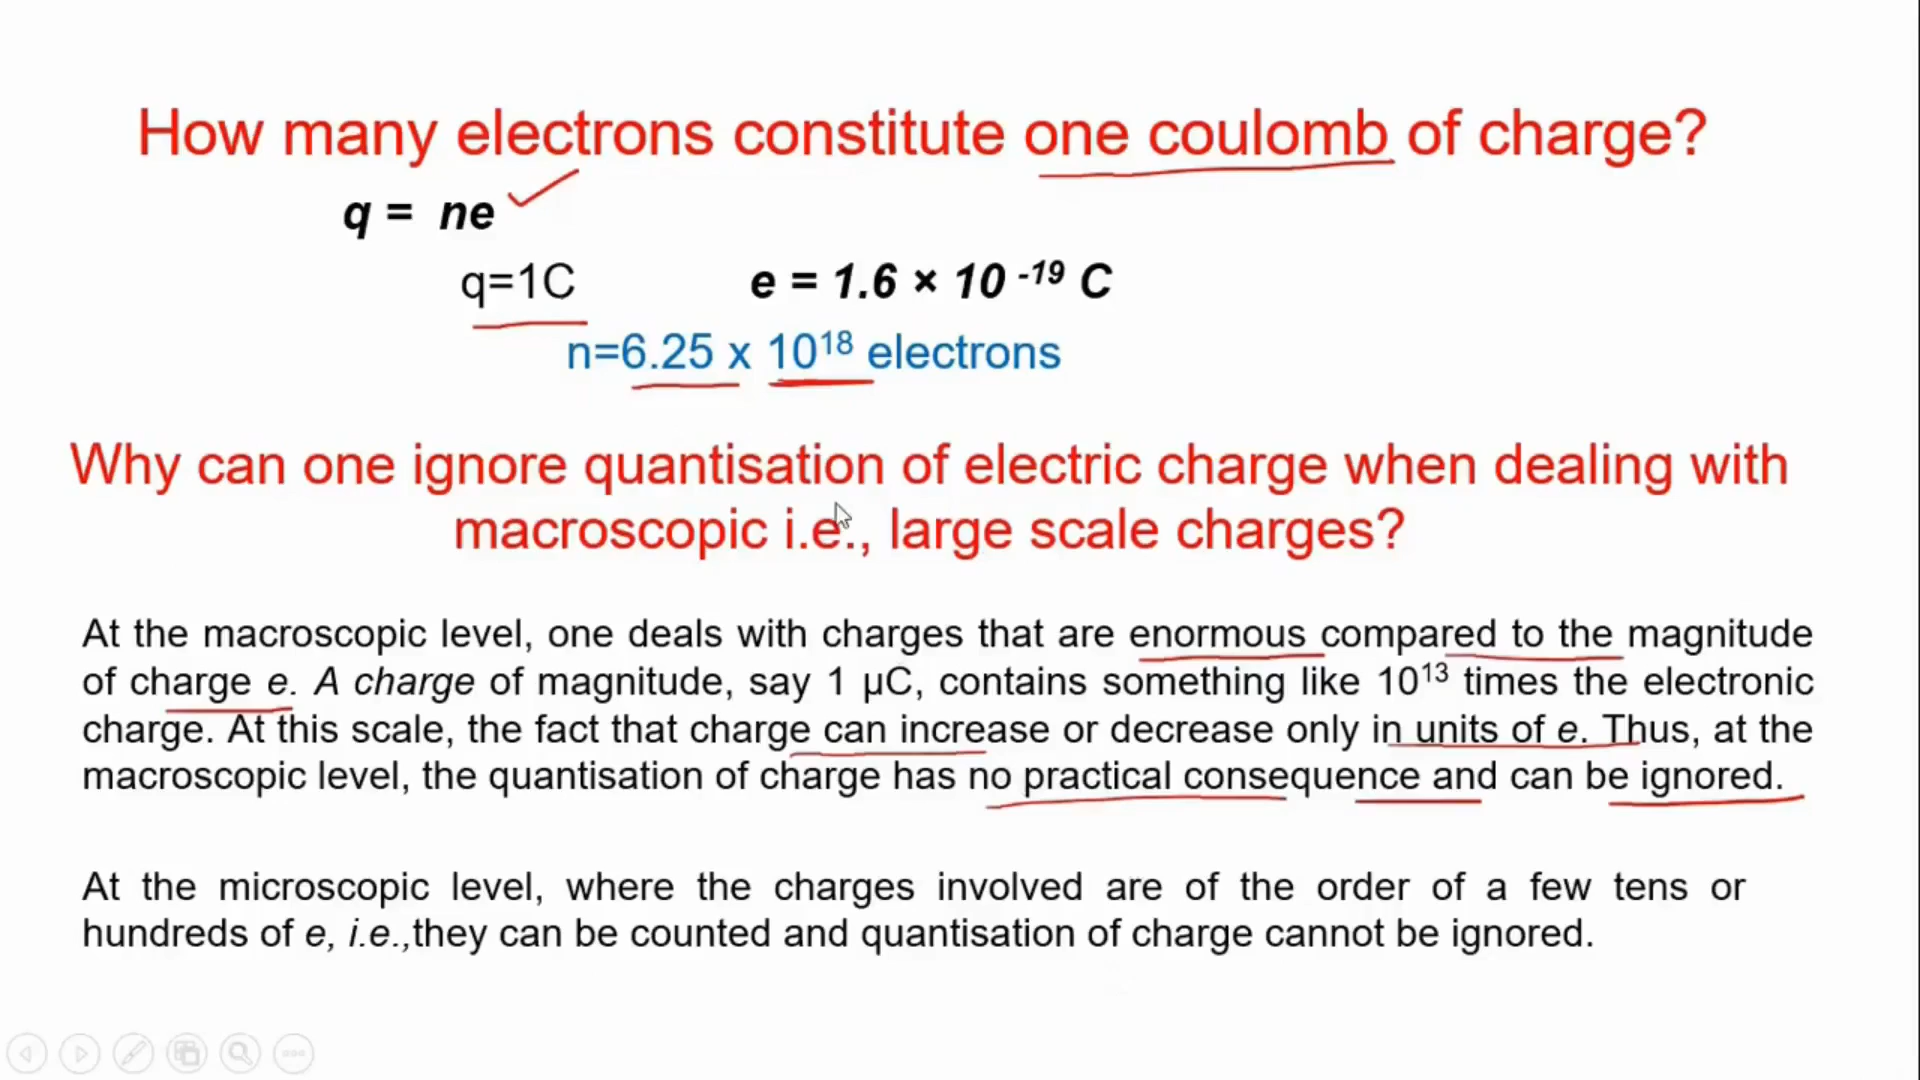 How many electrons constitute one coulomb of charge?
q = ne
q=1C e = 1.6 × 10 -19 C
n=6.25 x 10¹⁸ electrons
Why can one ignore quantisation of electric charge when dealing with
macroscopic i.e., large scale charges?
At the macroscopic level, one deals with charges that are enormous compared to the magnitude
of charge e. A charge of magnitude, say 1 µC, contains something like 10¹³ times the electronic
charge. At this scale, the fact that charge can increase or decrease only in units of e. Thus, at the
macroscopic level, the quantisation of charge has no practical consequence and can be ignored.
At the microscopic level, where the charges involved are of the order of a few tens or
hundreds of e, i.e.,they can be counted and quantisation of charge cannot be ignored.